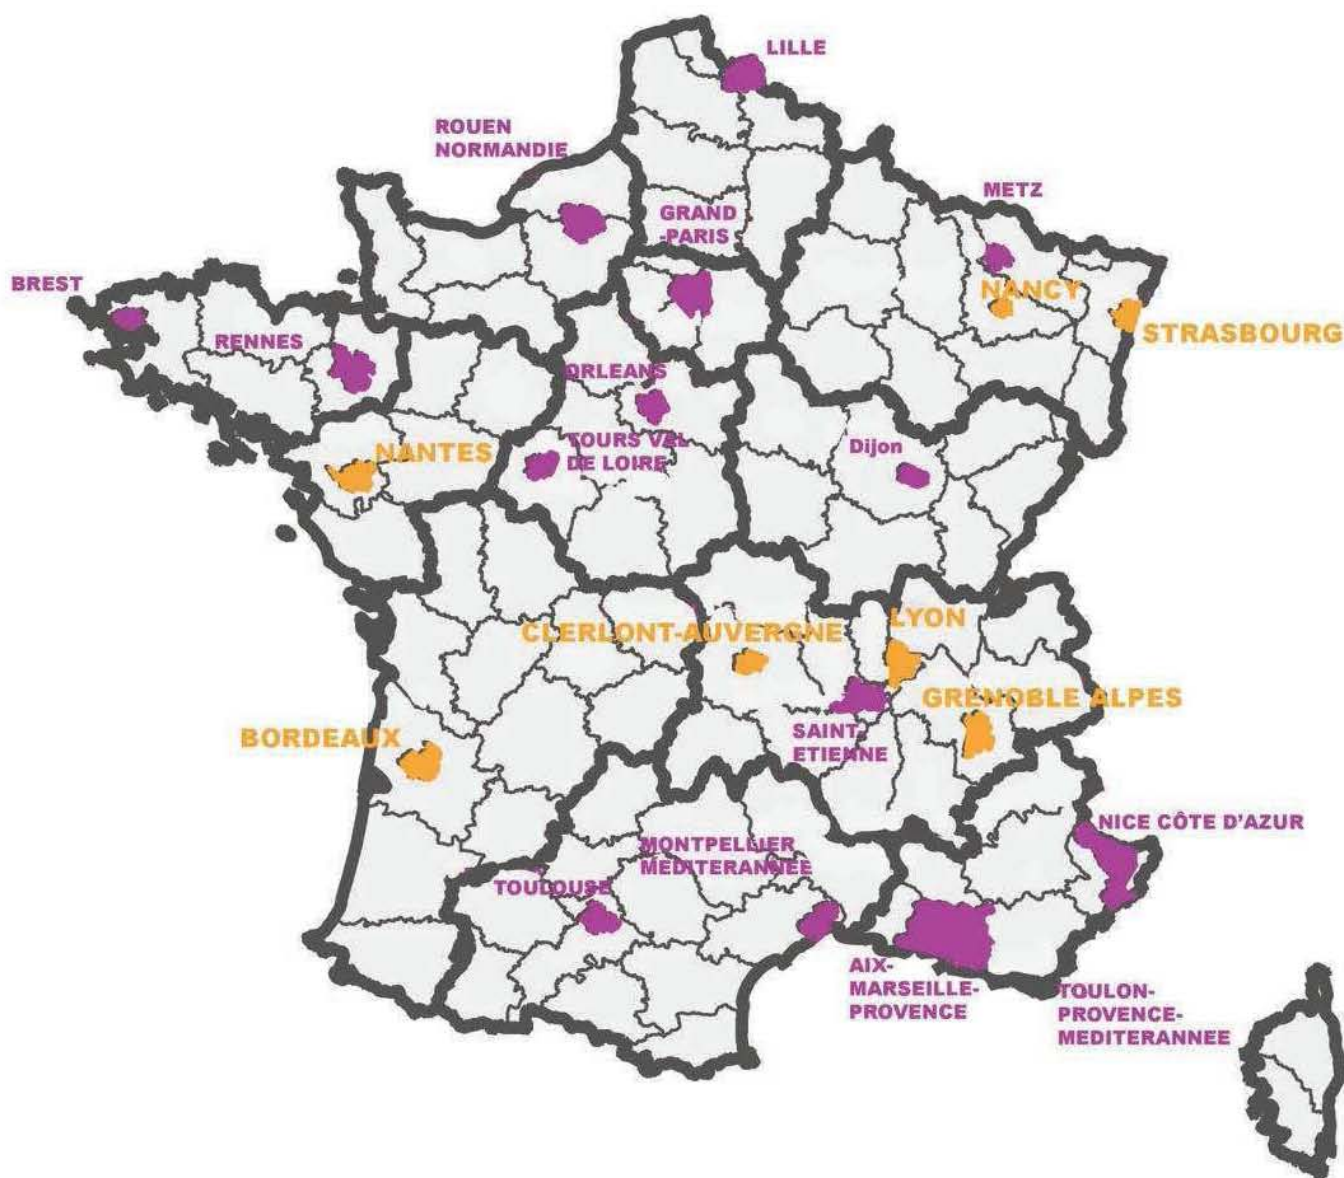 LILLE
ROUEN
NORMANDIE
METZ
GRAND
-PARIS
BREST
NANCY
STRASBOURG
RENNES
ORLEANS
NANTES
TOURS VAL
DE LOIRE
Dijon
CLERLONT-AUVERGNE
LYON
GRENOBLE ALPES
BORDEAUX
SAINT-
ETIENNE
NICE CÔTE D'AZUR
MONTPELLIER
MEDITERANNEE
TOULOUSE
AIX-
MARSEILLE-
PROVENCE
TOULON-
PROVENCE-
MEDITERANNEE